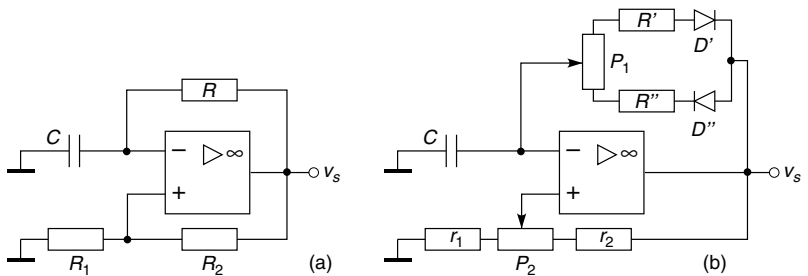 R' D'
P₁
R
R" D"
C
− ▷ ∞
+
vₛ
R₁ R₂ (a)
C
− ▷ ∞
+
vₛ
r₁ P₂ r₂ (b)